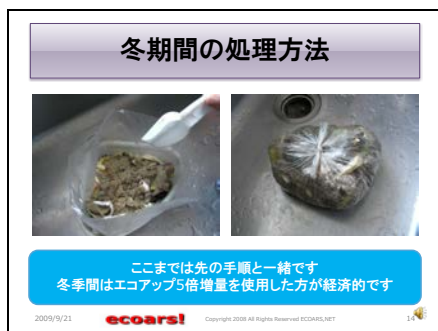 冬期間の処理方法
ここまでは先の手順と一緒です
冬季間はエコアップ5倍増量を使用した方が経済的です
2009/9/21
ecoars!
Copyright 2008 All Rights Reserved ECOARS,NET
14